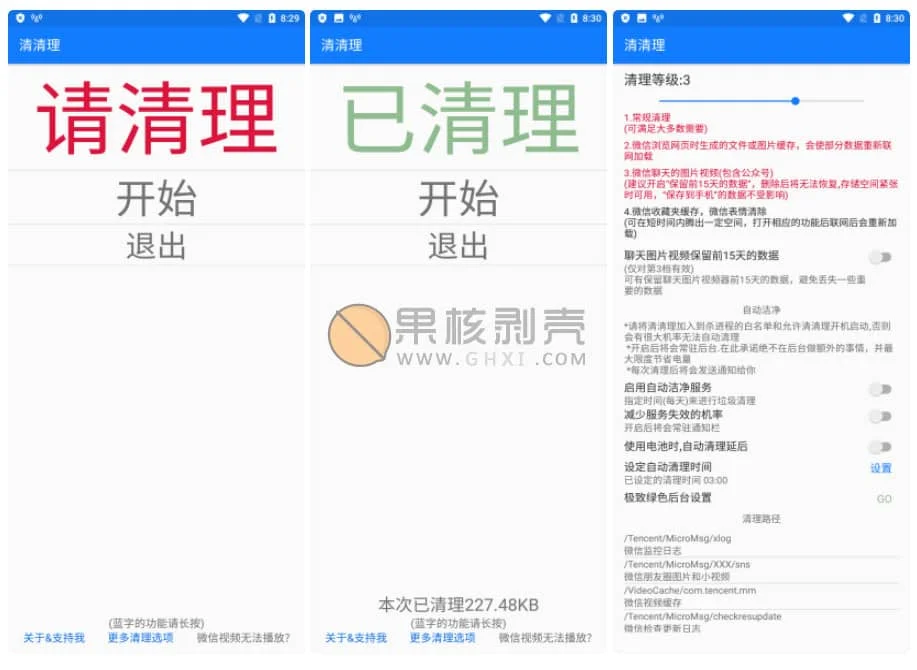 8:29
清清理
请清理
开始
退出
(蓝字的功能请长按)
关于&支持我 更多清理选项 微信视频无法播放?
8:30
清清理
已清理
开始
退出
果核剥壳
WWW.GHXI.COM
本次已清理227.48KB
(蓝字的功能请长按)
关于&支持我 更多清理选项 微信视频无法播放?
8:30
清清理
清理等级:3
1.常规清理
(可满足大多数需要)
2.微信浏览网页时生成的文件或图片缓存，会使部分数据重新联
网加载
3.微信聊天的图片视频(包含公众号)
(建议开启"保留前15天的数据"，删除后将无法恢复,存储空间紧张
时可用，"保存到手机"的数据不受影响)
4.微信收藏夹缓存，微信表情清除
(可在短时间内腾出一定空间，打开相应的功能后联网后会重新加
载)
聊天图片视频保留前15天的数据
(仅对第3档有效)
可有保留聊天图片视频器前15天的数据，避免丢失一些重
要的数据
自动洁净
*请将清清理加入到杀进程的白名单和允许清清理开机启动,否则
会有很大机率无法自动清理
*开启后将会常驻后台.在此承诺绝不在后台做额外的事情，并最
大限度节省电量
*每次清理后将会发送通知给你
启用自动洁净服务
指定时间(每天)来进行垃圾清理
减少服务失效的机率
开启后将会常驻通知栏
使用电池时,自动清理延后
设定自动清理时间 设置
已设定的清理时间 03:00
极致绿色后台设置 GO
清理路径
/Tencent/MicroMsg/xlog
微信监控日志
/Tencent/MicroMsg/XXX/sns
微信朋友圈图片和小视频
/VideoCache/com.tencent.mm
微信视频缓存
/Tencent/MicroMsg/checkresupdate
微信检查更新日志